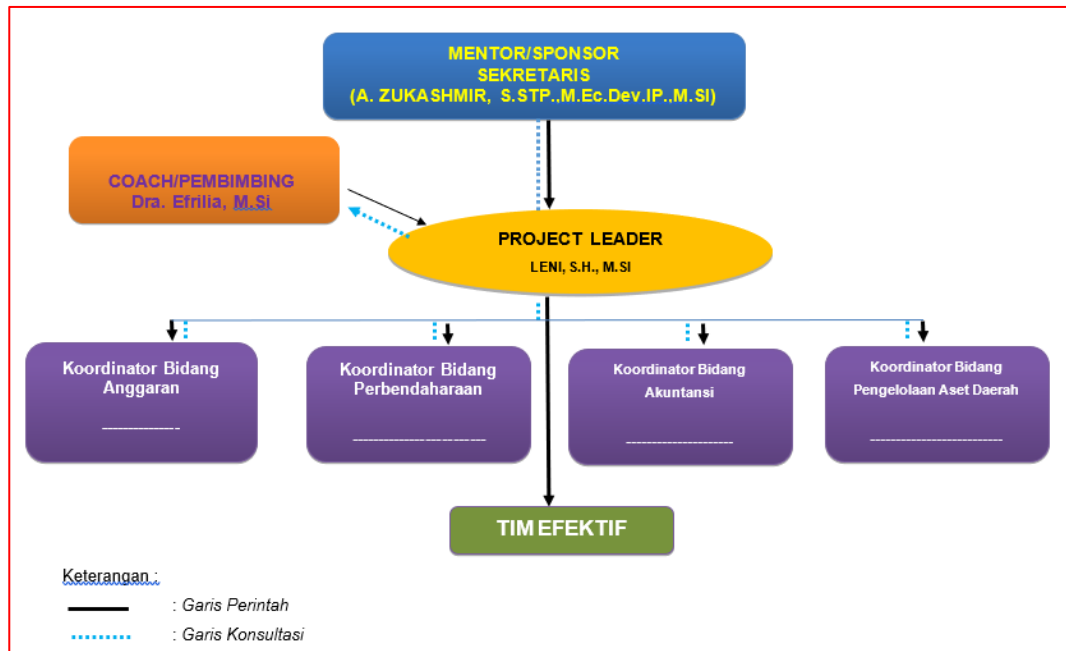 MENTOR/SPONSOR
SEKRETARIS
(A. ZUKASHMIR, S.STP.,M.Ec.Dev.IP.,M.SI)
COACH/PEMBIMBING
Dra. Efrilia, M.Si
PROJECT LEADER
LENI, S.H., M.SI
Koordinator Bidang
Anggaran
---------------
Koordinator Bidang
Perbendaharaan
-------------------------
Koordinator Bidang
Akuntansi
---------------------
Koordinator Bidang
Pengelolaan Aset Daerah
--------------------------
TIM EFEKTIF
Keterangan :
: Garis Perintah
: Garis Konsultasi